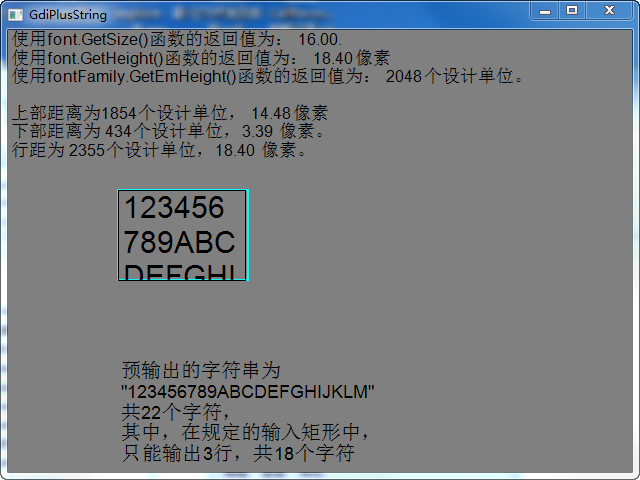 GdiPlusString
使用font.GetSize()函数的返回值为： 16.00.
使用font.GetHeight()函数的返回值为： 18.40像素
使用fontFamily.GetEmHeight()函数的返回值为： 2048个设计单位。
上部距离为1854个设计单位， 14.48像素
下部距离为 434个设计单位，3.39 像素。
行距为 2355个设计单位，18.40 像素。
123456
789ABC
DEFGHI
预输出的字符串为
"123456789ABCDEFGHIJKLM"
共22个字符，
其中，在规定的输入矩形中，
只能输出3行，共18个字符